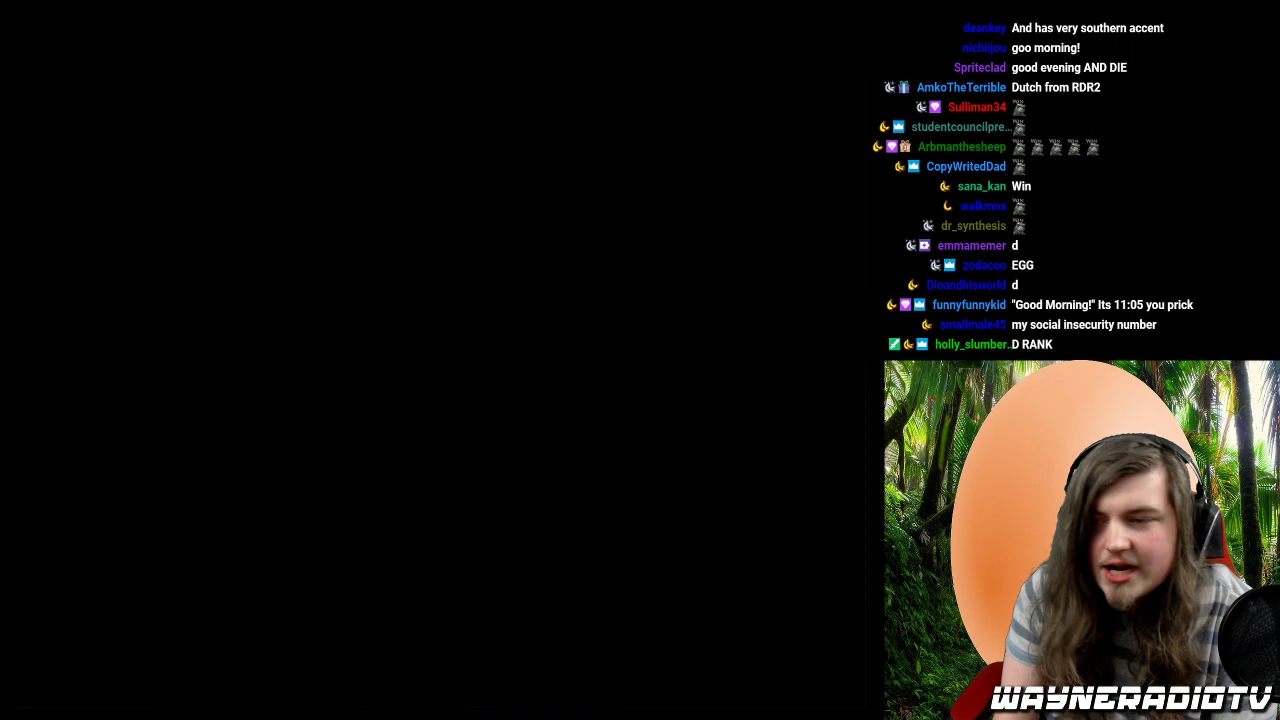 deankey And has very southern accent
nichiijou goo morning!
Spriteclad good evening AND DIE
AmkoTheTerrible Dutch from RDR2
Sulliman34
studentcouncilpre...
Arbmanthesheep
CopyWritedDad
sana_kan Win
walkmns
dr_synthesis
emmamemer d
zodacoo EGG
Dioandhisworld d
funnyfunnykid "Good Morning!" Its 11:05 you prick
smallmale45 my social insecurity number
holly_slumber... D RANK
WAYNERADIOTV